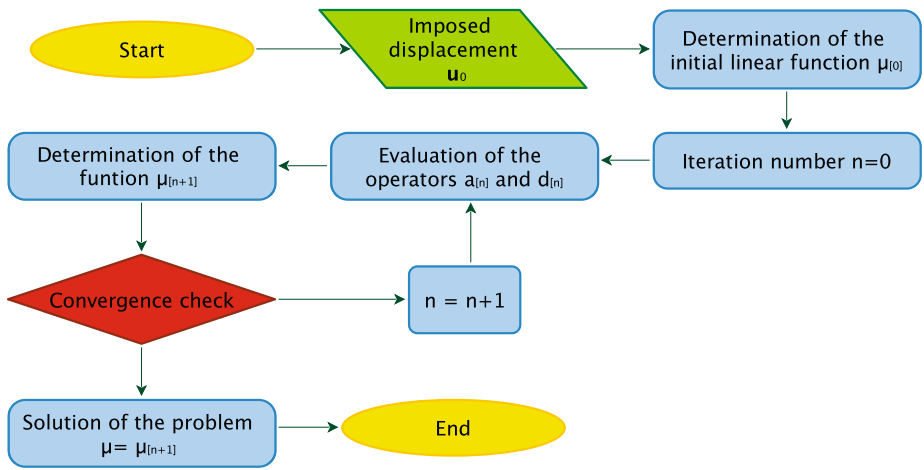 Start
Imposed
displacement
u₀
Determination of the
initial linear function μ[0]
Iteration number n=0
Evaluation of the
operators a[n] and d[n]
Determination of the
funtion μ[n+1]
Convergence check
n = n+1
Solution of the problem
μ= μ[n+1]
End